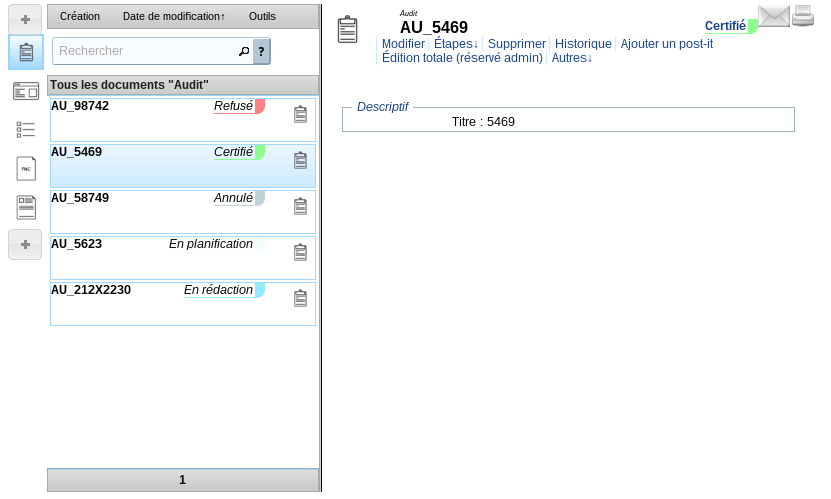 Création Date de modification↑ Outils
Rechercher ?
Tous les documents "Audit"
AU_98742 Refusé
AU_5469 Certifié
AU_58749 Annulé
AU_5623 En planification
AU_212X2230 En rédaction
1
FNC
Audit
AU_5469 Certifié
Modifier Étapes↓ Supprimer Historique Ajouter un post-it
Édition totale (réservé admin) Autres↓
Descriptif
Titre : 5469